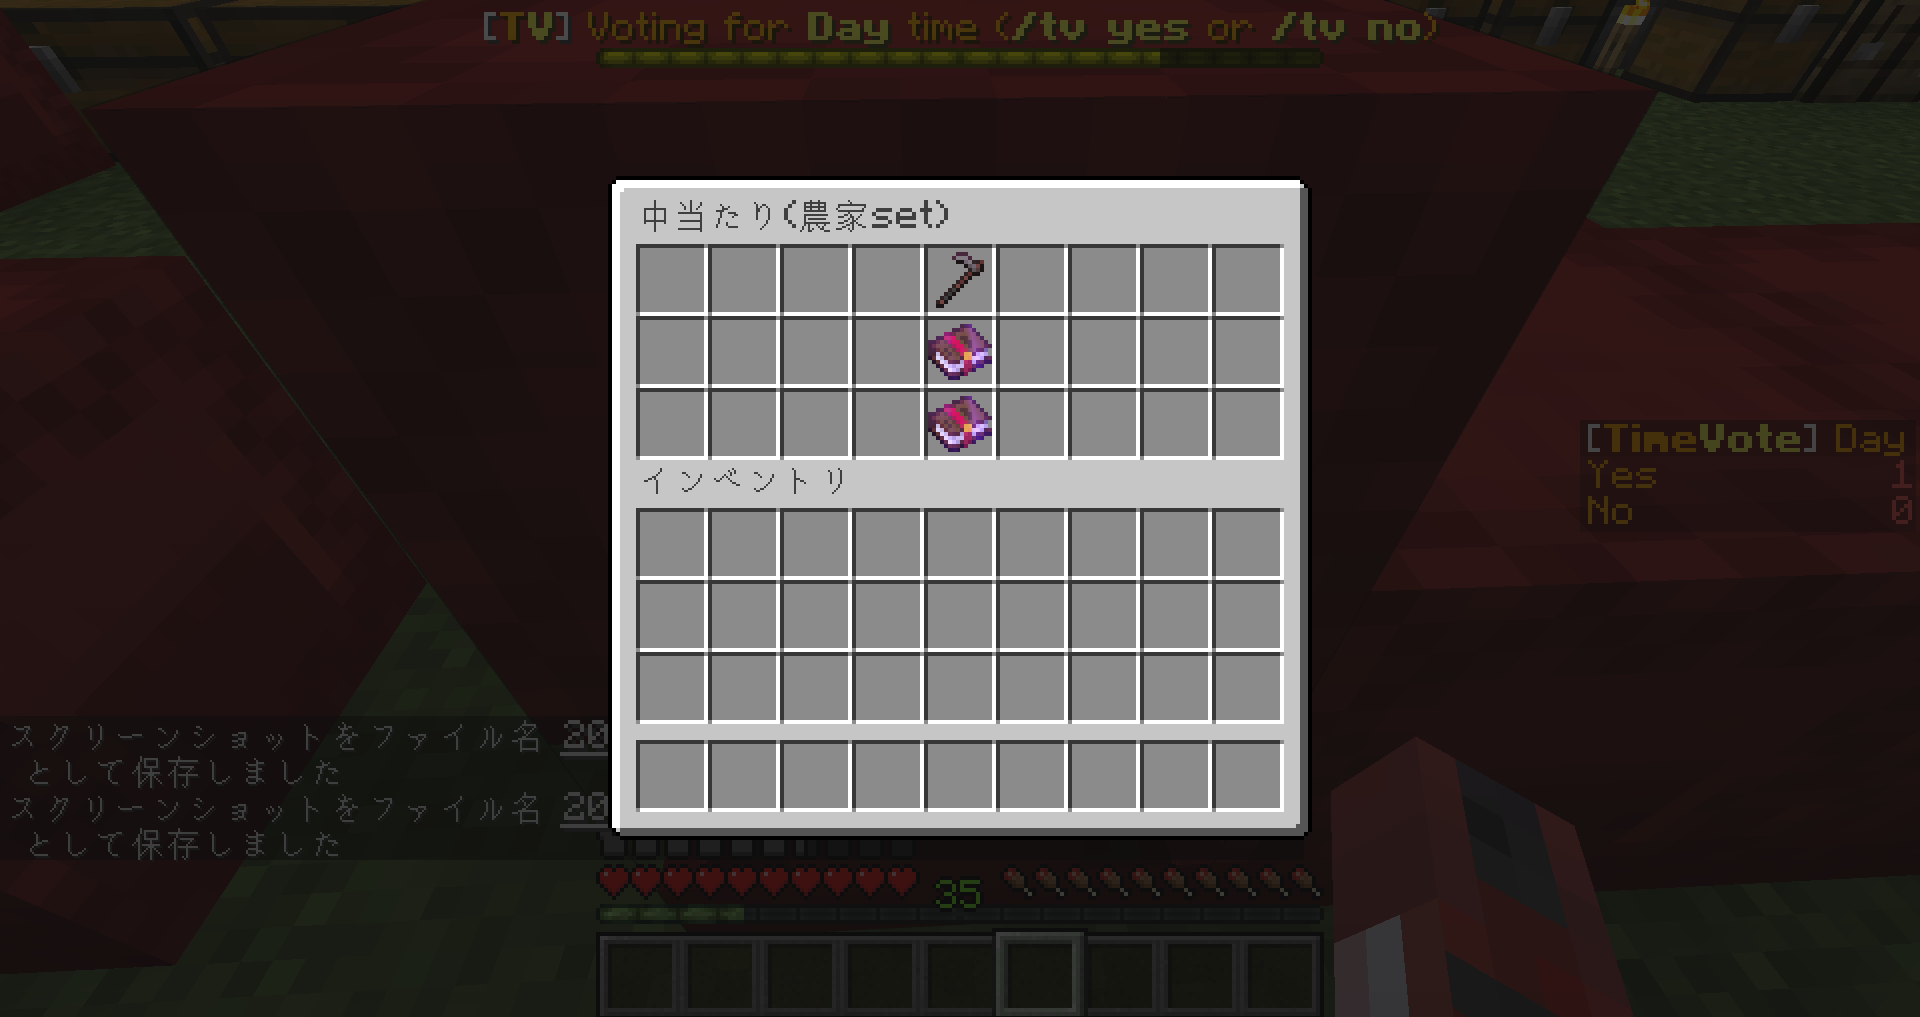 [TV] Voting for Day time (/tv yes or /tv no)
中当たり(農家set)
インベントリ
[TimeVote] Day
Yes 1
No 0
スクリーンショットをファイル名 20
として保存しました
スクリーンショットをファイル名 20
として保存しました
35